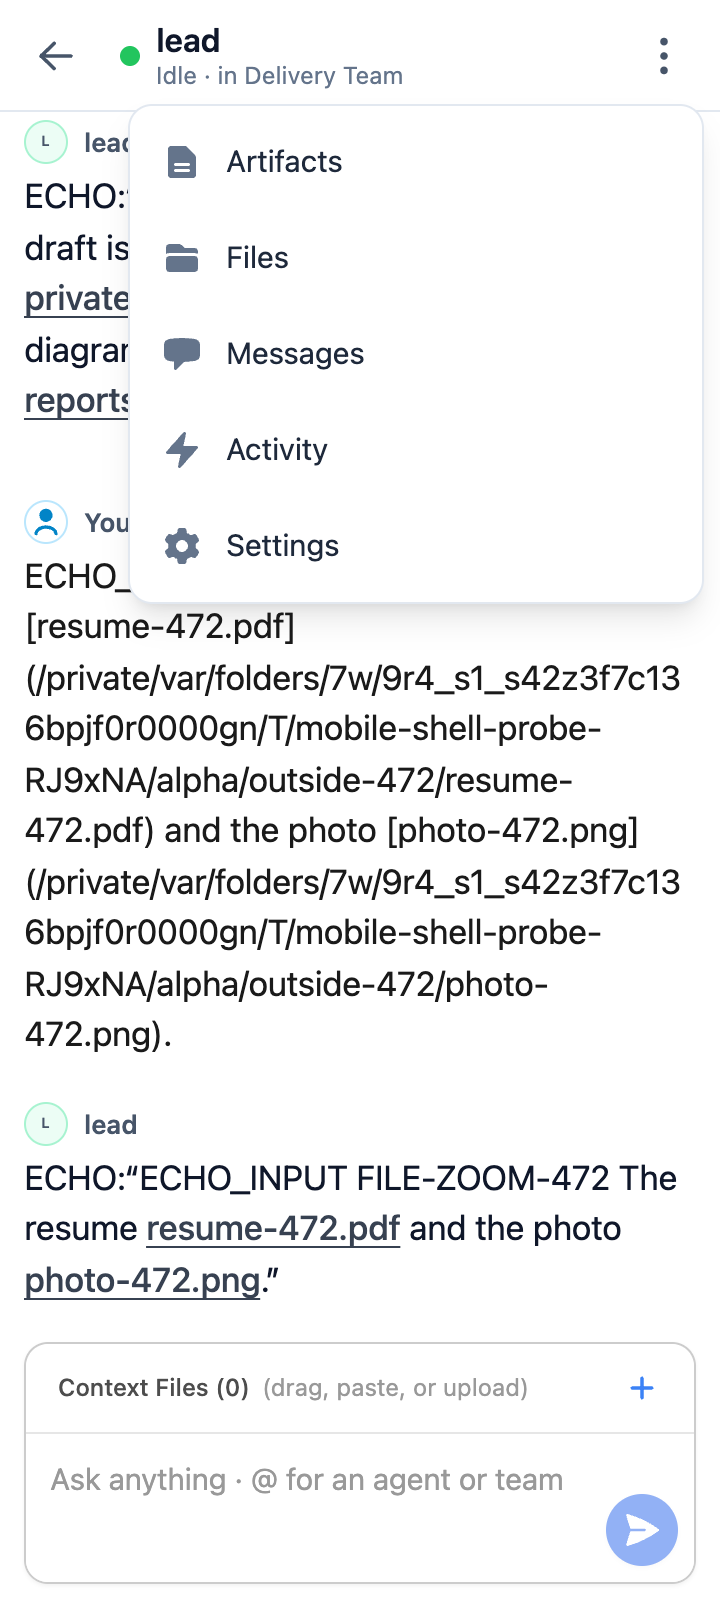 lead
Idle · in Delivery Team
Artifacts
Files
Messages
Activity
Settings
L
lead
ECHO:“
draft is
private
diagram
reports
You
ECHO_
[resume-472.pdf]
(/private/var/folders/7w/9r4_s1_s42z3f7c13
6bpjf0r0000gn/T/mobile-shell-probe-
RJ9xNA/alpha/outside-472/resume-
472.pdf) and the photo [photo-472.png]
(/private/var/folders/7w/9r4_s1_s42z3f7c13
6bpjf0r0000gn/T/mobile-shell-probe-
RJ9xNA/alpha/outside-472/photo-
472.png).
L
lead
ECHO:“ECHO_INPUT FILE-ZOOM-472 The
resume resume-472.pdf and the photo
photo-472.png.”
Context Files (0) (drag, paste, or upload)
Ask anything · @ for an agent or team